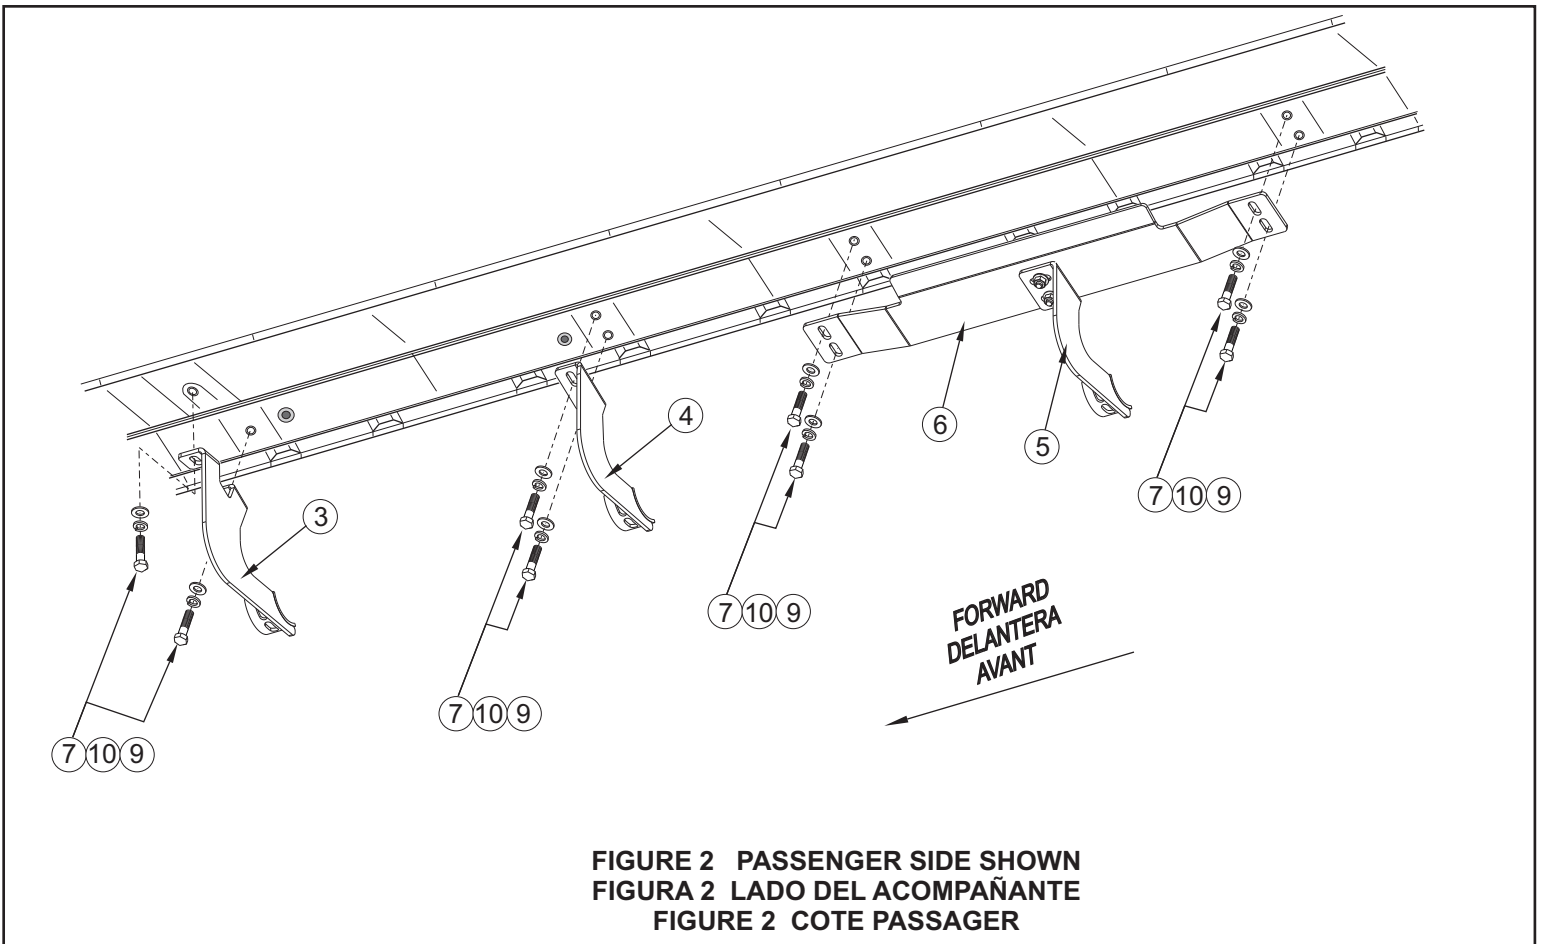 4
6
5
3
7 10 9
7 10 9
7 10 9
7 10 9
FORWARD
DELANTERA
AVANT
FIGURE 2 PASSENGER SIDE SHOWN
FIGURA 2 LADO DEL ACOMPAÑANTE
FIGURE 2 COTE PASSAGER